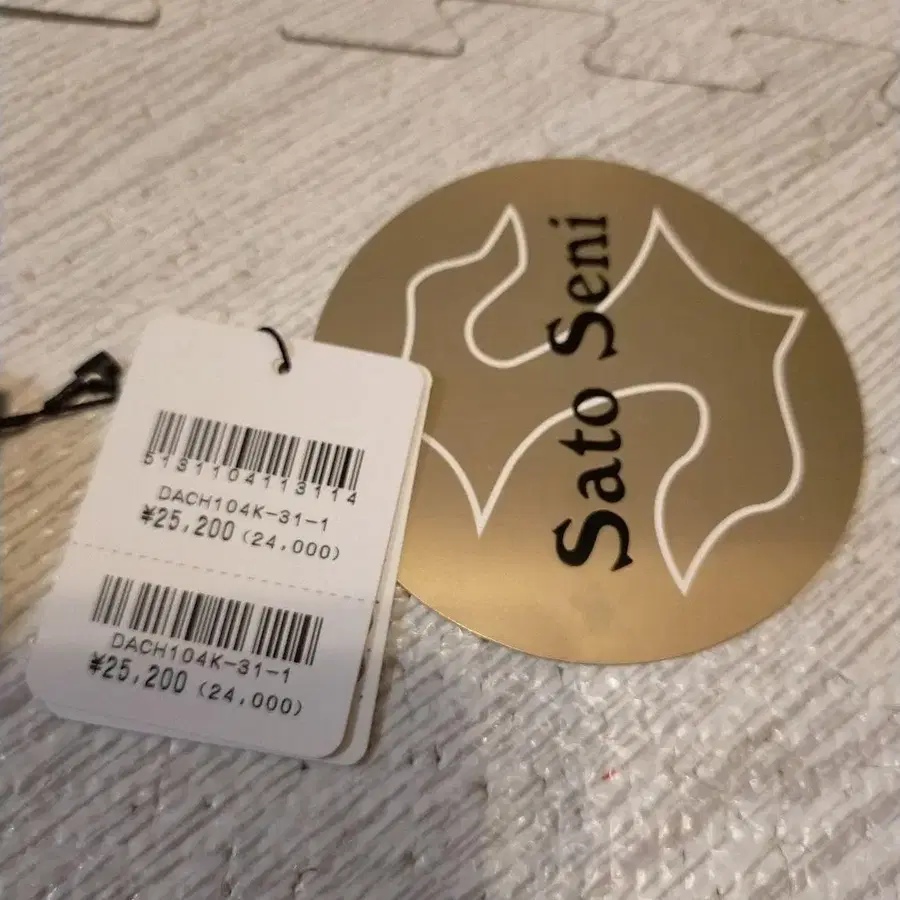 5131104113114
DACH104K-31-1
¥25,200 (24,000)
DACH104K-31-1
¥25,200 (24,000)
Sato Seni